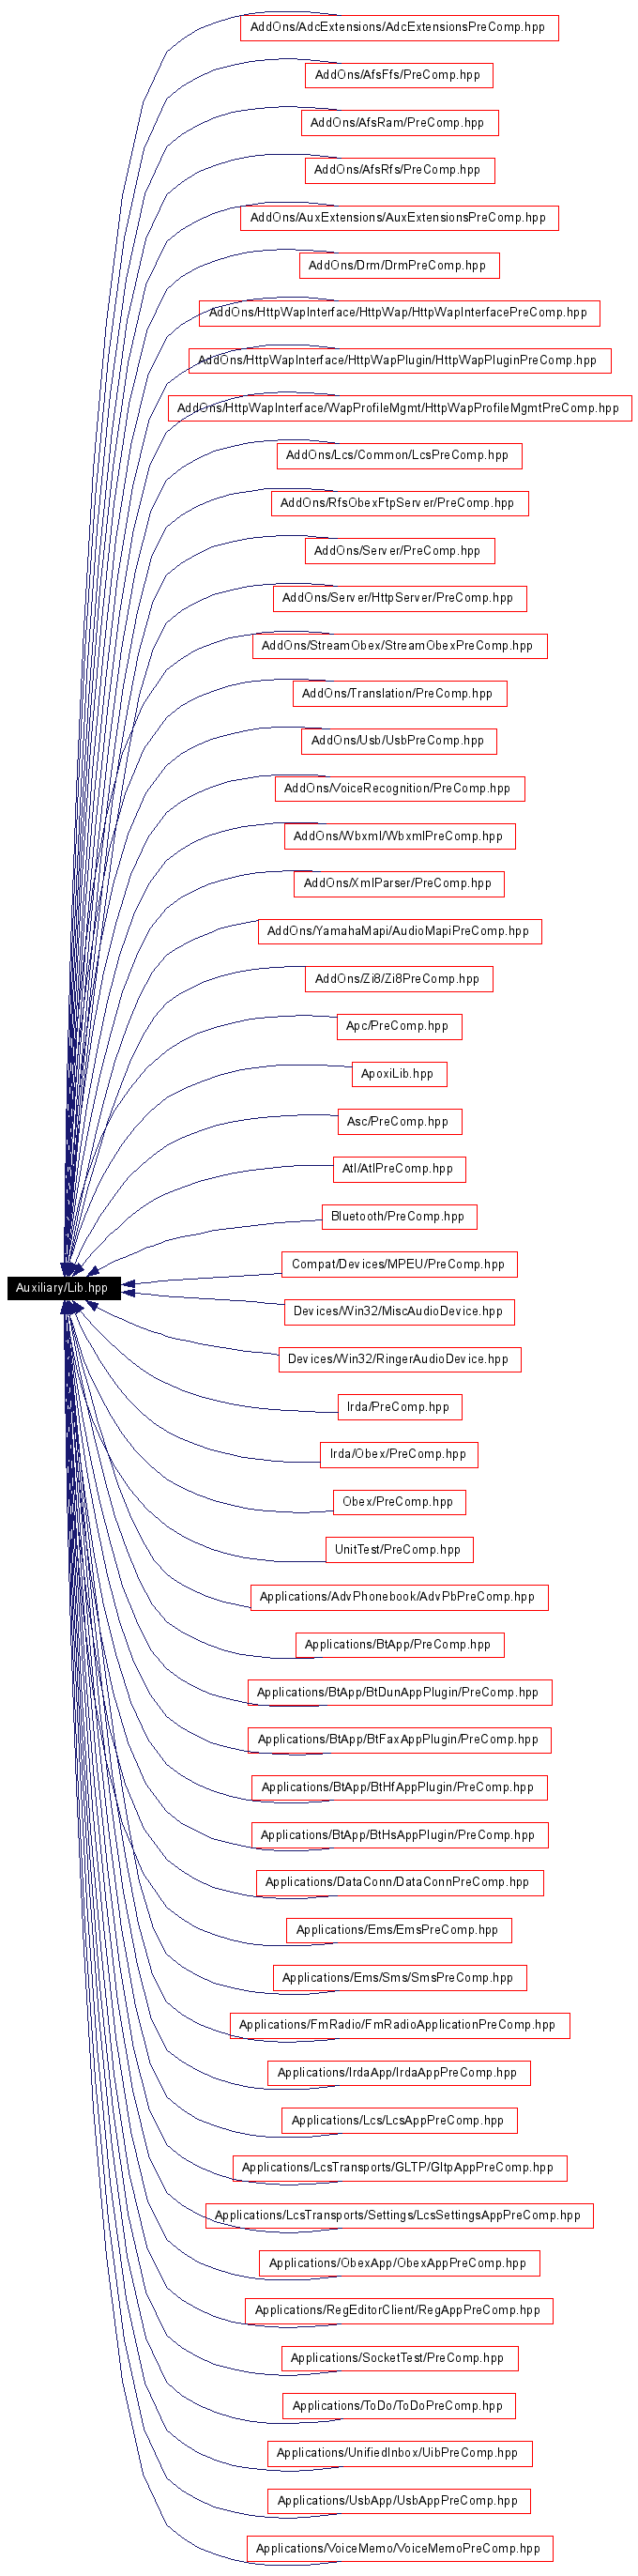 AddOns/AdcExtensions/AdcExtensionsPreComp.hpp
AddOns/AfsFfs/PreComp.hpp
AddOns/AfsRam/PreComp.hpp
AddOns/AfsRfs/PreComp.hpp
AddOns/AuxExtensions/AuxExtensionsPreComp.hpp
AddOns/Drm/DrmPreComp.hpp
AddOns/HttpWapInterface/HttpWap/HttpWapInterfacePreComp.hpp
AddOns/HttpWapInterface/HttpWapPlugin/HttpWapPluginPreComp.hpp
AddOns/HttpWapInterface/WapProfileMgmt/HttpWapProfileMgmtPreComp.hpp
AddOns/Lcs/Common/LcsPreComp.hpp
AddOns/RfsObexFtpServer/PreComp.hpp
AddOns/Server/PreComp.hpp
AddOns/Server/HttpServer/PreComp.hpp
AddOns/StreamObex/StreamObexPreComp.hpp
AddOns/Translation/PreComp.hpp
AddOns/Usb/UsbPreComp.hpp
AddOns/VoiceRecognition/PreComp.hpp
AddOns/Wbxml/WbxmlPreComp.hpp
AddOns/XmlParser/PreComp.hpp
AddOns/YamahaMapi/AudioMapiPreComp.hpp
AddOns/Zi8/Zi8PreComp.hpp
Apc/PreComp.hpp
ApoxiLib.hpp
Asc/PreComp.hpp
Atl/AtlPreComp.hpp
Bluetooth/PreComp.hpp
Compat/Devices/MPEU/PreComp.hpp
Auxiliary/Lib.hpp
Devices/Win32/MiscAudioDevice.hpp
Devices/Win32/RingerAudioDevice.hpp
Irda/PreComp.hpp
Irda/Obex/PreComp.hpp
Obex/PreComp.hpp
UnitTest/PreComp.hpp
Applications/AdvPhonebook/AdvPbPreComp.hpp
Applications/BtApp/PreComp.hpp
Applications/BtApp/BtDunAppPlugin/PreComp.hpp
Applications/BtApp/BtFaxAppPlugin/PreComp.hpp
Applications/BtApp/BtHfAppPlugin/PreComp.hpp
Applications/BtApp/BtHsAppPlugin/PreComp.hpp
Applications/DataConn/DataConnPreComp.hpp
Applications/Ems/EmsPreComp.hpp
Applications/Ems/Sms/SmsPreComp.hpp
Applications/FmRadio/FmRadioApplicationPreComp.hpp
Applications/IrdaApp/IrdaAppPreComp.hpp
Applications/Lcs/LcsAppPreComp.hpp
Applications/LcsTransports/GLTP/GltpAppPreComp.hpp
Applications/LcsTransports/Settings/LcsSettingsAppPreComp.hpp
Applications/ObexApp/ObexAppPreComp.hpp
Applications/RegEditorClient/RegAppPreComp.hpp
Applications/SocketTest/PreComp.hpp
Applications/ToDo/ToDoPreComp.hpp
Applications/UnifiedInbox/UibPreComp.hpp
Applications/UsbApp/UsbAppPreComp.hpp
Applications/VoiceMemo/VoiceMemoPreComp.hpp